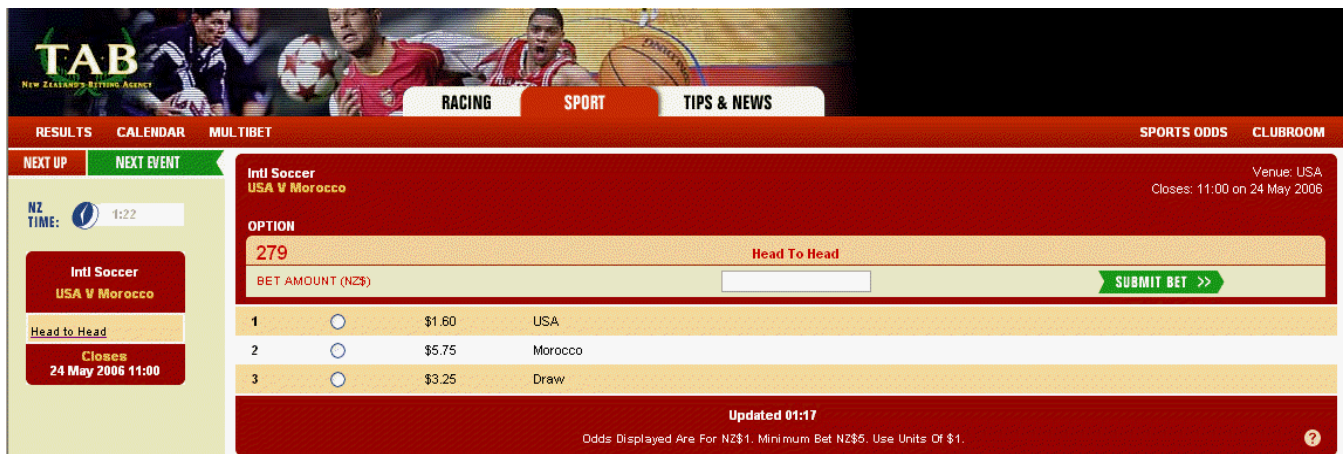 TAB
NEW ZEALAND'S BETTING AGENCY
RACING SPORT TIPS & NEWS
RESULTS CALENDAR MULTIBET SPORTS ODDS CLUBROOM
NEXT UP NEXT EVENT
NZ TIME: 1:22
Intl Soccer
USA V Morocco
Head to Head
Closes
24 May 2006 11:00
Intl Soccer Venue: USA
USA V Morocco Closes: 11:00 on 24 May 2006
OPTION
279 Head To Head
BET AMOUNT (NZ$) SUBMIT BET >>
1 $1.60 USA
2 $5.75 Morocco
3 $3.25 Draw
Updated 01:17
Odds Displayed Are For NZ$1. Minimum Bet NZ$5. Use Units Of $1. ?